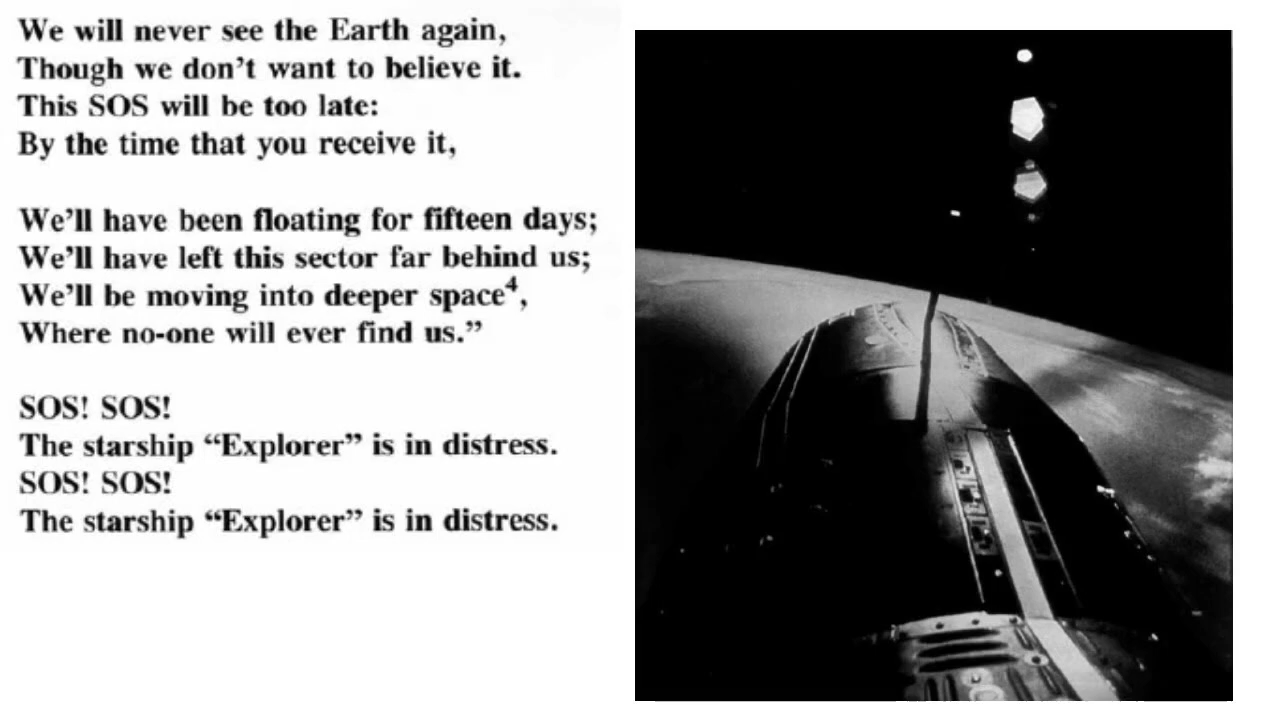 We will never see the Earth again,
Though we don’t want to believe it.
This SOS will be too late:
By the time that you receive it,
We’ll have been floating for fifteen days;
We’ll have left this sector far behind us;
We’ll be moving into deeper space⁴,
Where no-one will ever find us.”
SOS! SOS!
The starship “Explorer” is in distress.
SOS! SOS!
The starship “Explorer” is in distress.